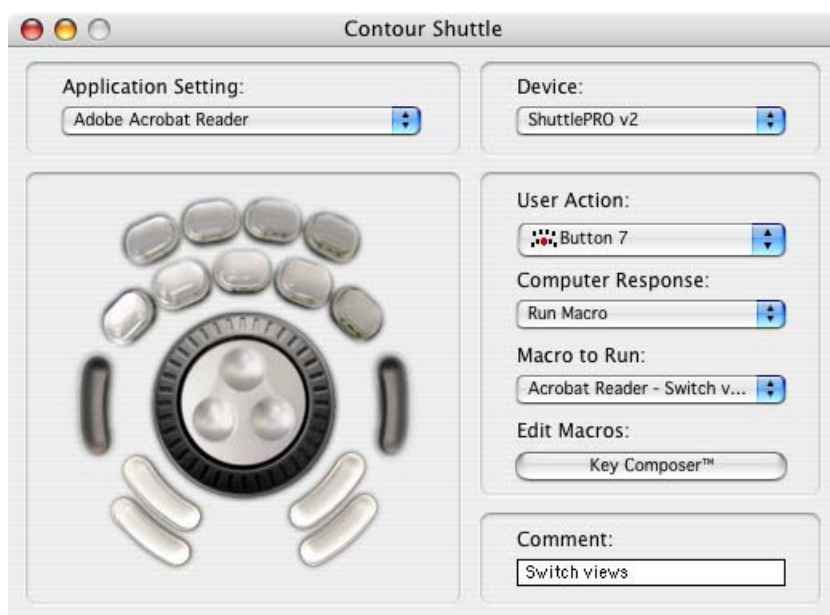 Contour Shuttle
Application Setting:
Adobe Acrobat Reader
Device:
ShuttlePRO v2
User Action:
Button 7
Computer Response:
Run Macro
Macro to Run:
Acrobat Reader - Switch v...
Edit Macros:
Key Composer™
Comment:
Switch views